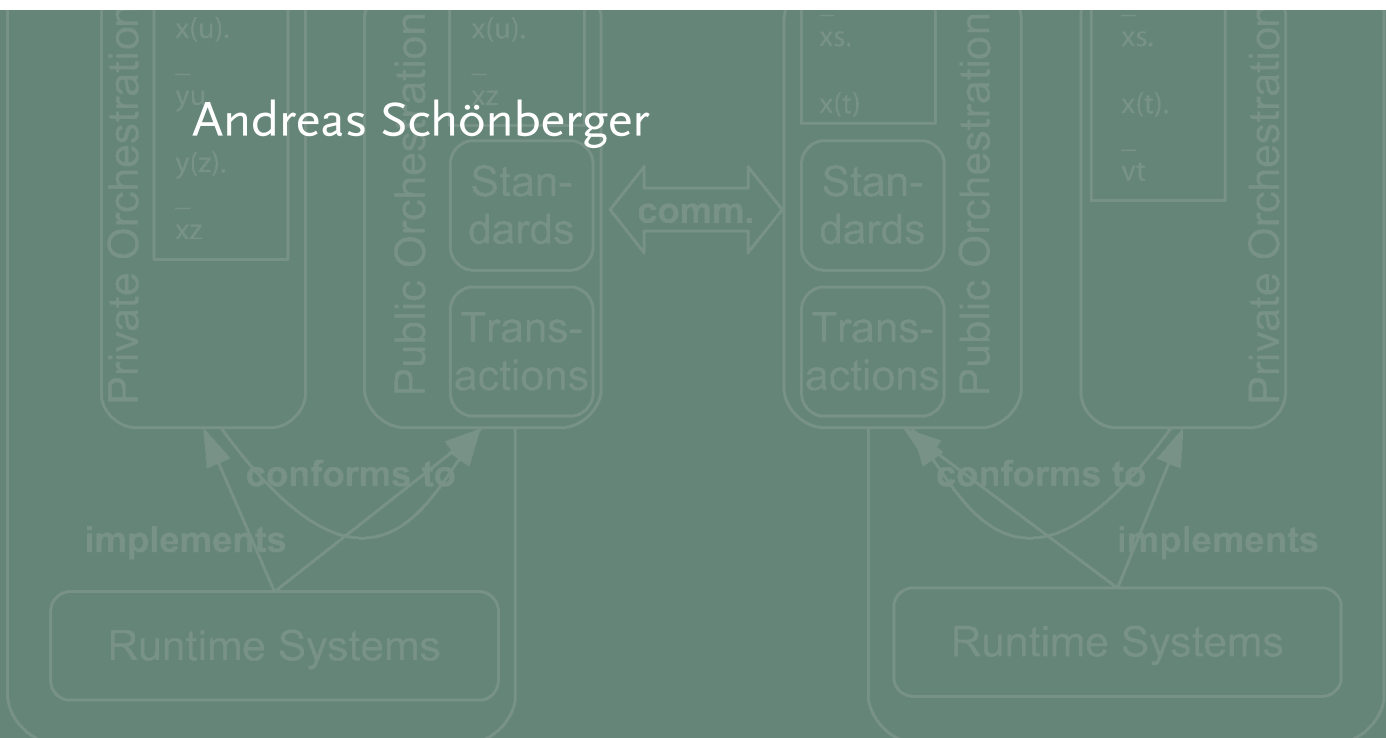 Andreas Schönberger
Private Orchestration
x(u).
yu
y(z).
xz
Public Orchestration
x(u).
xz
Stan-
dards
Trans-
actions
comm.
xs.
x(t)
Stan-
dards
Trans-
actions
Public Orchestration
xs.
x(t).
vt
Private Orchestration
conforms to
implements
Runtime Systems
conforms to
implements
Runtime Systems